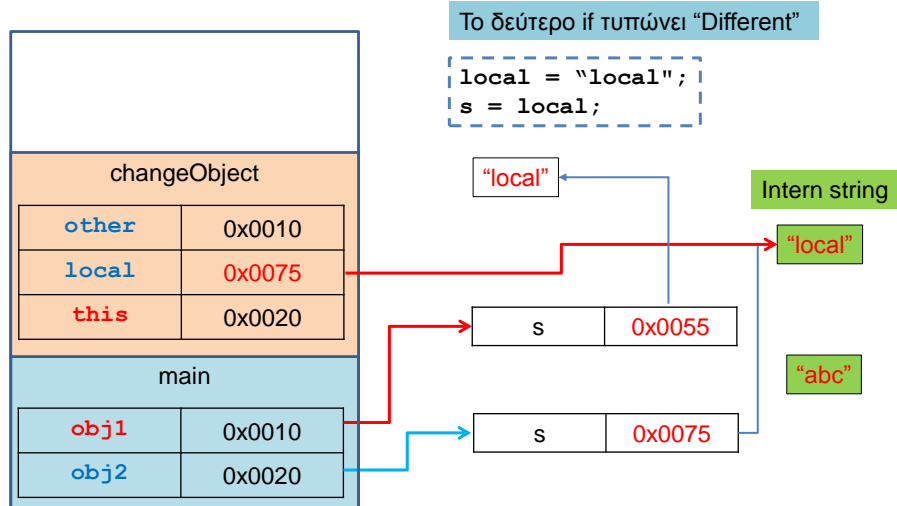 Το δεύτερο if τυπώνει “Different”
local = “local";
s = local;
changeObject
other 0x0010
local 0x0075
this 0x0020
main
obj1 0x0010
obj2 0x0020
“local”
Intern string
“local”
s 0x0055
“abc”
s 0x0075